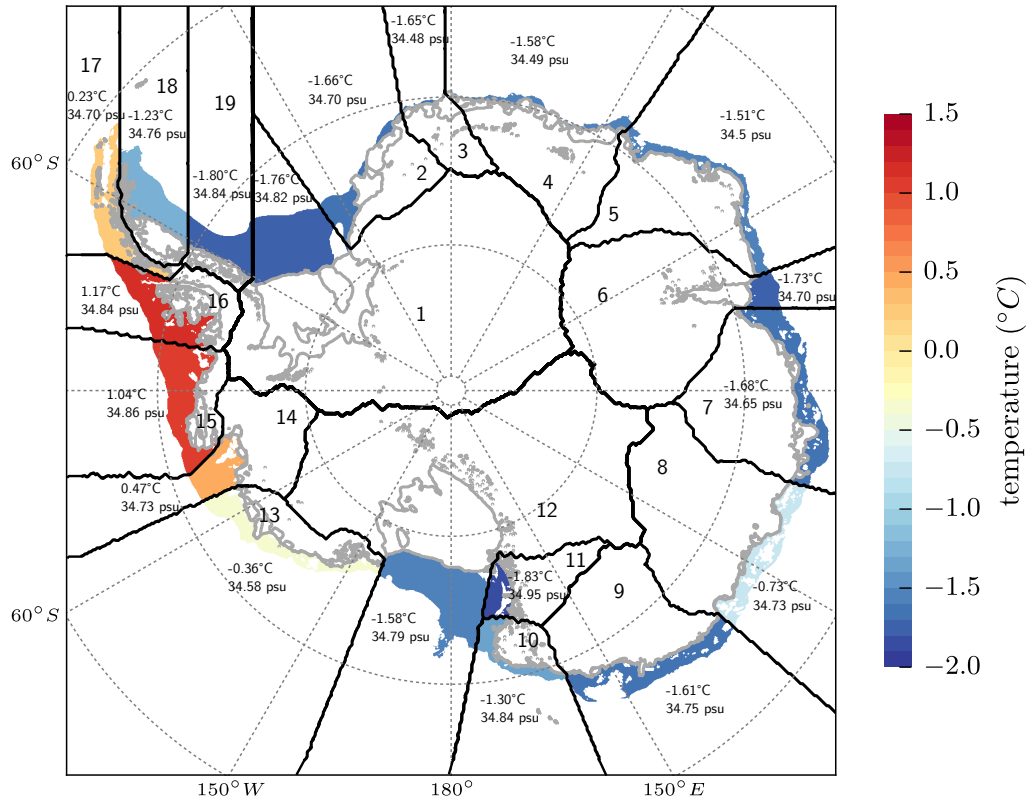 -1.65°C
34.48 psu
-1.58°C
34.49 psu
17
18
19
-1.66°C
34.70 psu
0.23°C
34.70 psu
-1.23°C
34.76 psu
-1.51°C
34.5 psu
60°S
-1.80°C
34.84 psu
-1.76°C
34.82 psu
2
3
4
5
1.17°C
34.84 psu
16
1
6
-1.73°C
34.70 psu
1.04°C
34.86 psu
15
14
7
-1.68°C
34.65 psu
0.47°C
34.73 psu
13
12
8
-0.36°C
34.58 psu
-1.83°C
34.95 psu
11
9
-0.73°C
34.73 psu
60°S
-1.58°C
34.79 psu
10
-1.30°C
34.84 psu
-1.61°C
34.75 psu
150°W
180°
150°E
1.5
1.0
0.5
0.0
−0.5
−1.0
−1.5
−2.0
temperature (°C)